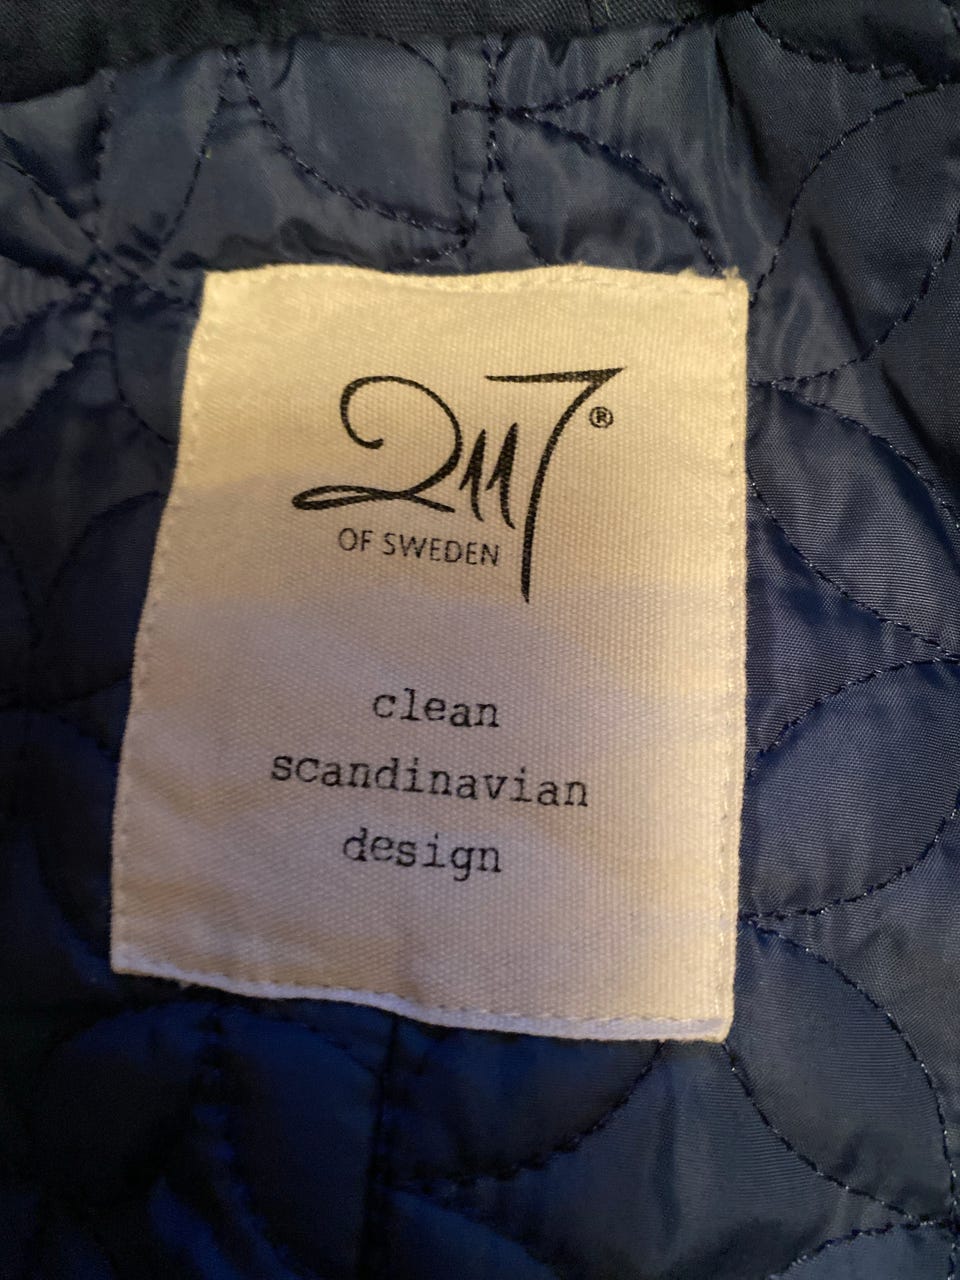 2117®
OF SWEDEN
clean
scandinavian
design